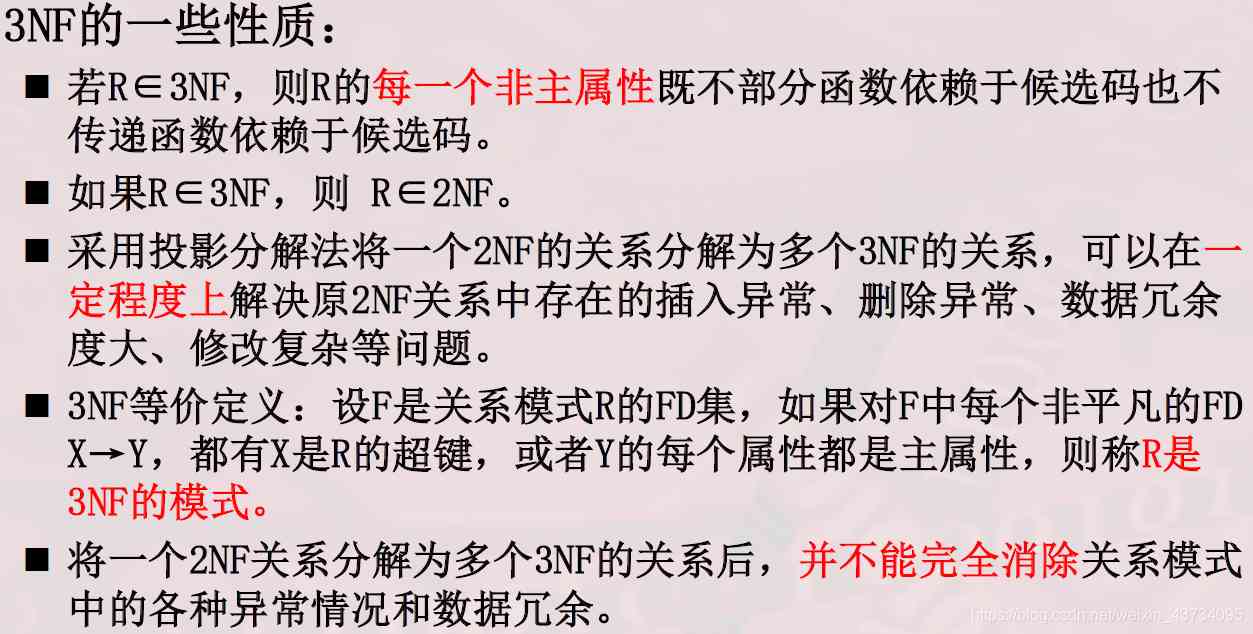 3NF的一些性质：
■ 若R∈3NF，则R的每一个非主属性既不部分函数依赖于候选码也不
传递函数依赖于候选码。
■ 如果R∈3NF，则 R∈2NF。
■ 采用投影分解法将一个2NF的关系分解为多个3NF的关系，可以在一
定程度上解决原2NF关系中存在的插入异常、删除异常、数据冗余
度大、修改复杂等问题。
■ 3NF等价定义：设F是关系模式R的FD集，如果对F中每个非平凡的FD
X→Y，都有X是R的超键，或者Y的每个属性都是主属性，则称R是
3NF的模式。
■ 将一个2NF关系分解为多个3NF的关系后，并不能完全消除关系模式
中的各种异常情况和数据冗余。
https://blog.csdn.net/weixin_43734095